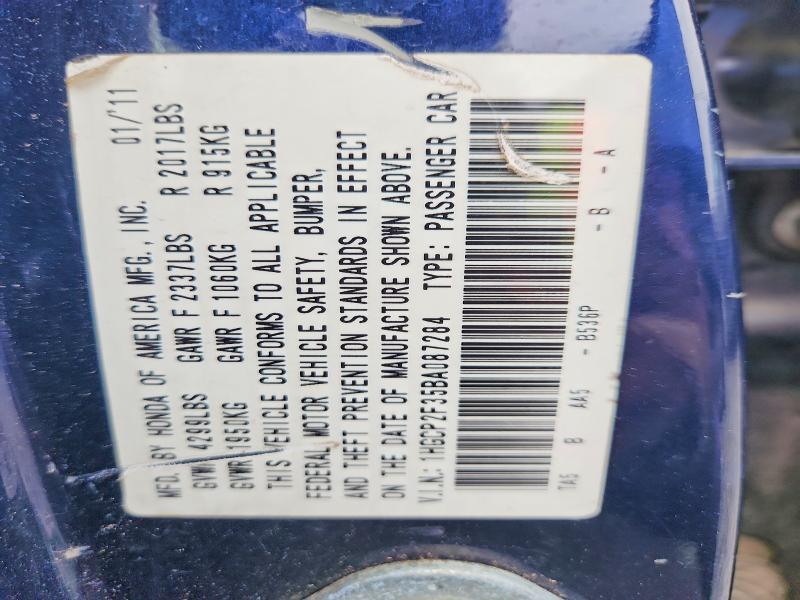 MFD. BY HONDA OF AMERICA MFG., INC. 01/'11
GVWR 4299LBS GAWR F 2337LBS R 2017LBS
GVWR 1950KG GAWR F 1060KG R 915KG
THIS VEHICLE CONFORMS TO ALL APPLICABLE
FEDERAL MOTOR VEHICLE SAFETY, BUMPER,
AND THEFT PREVENTION STANDARDS IN EFFECT
ON THE DATE OF MANUFACTURE SHOWN ABOVE.
V.I.N.: 1HGCP2F35BA087284 TYPE: PASSENGER CAR
TA5 B AA5 - B536P - B - A